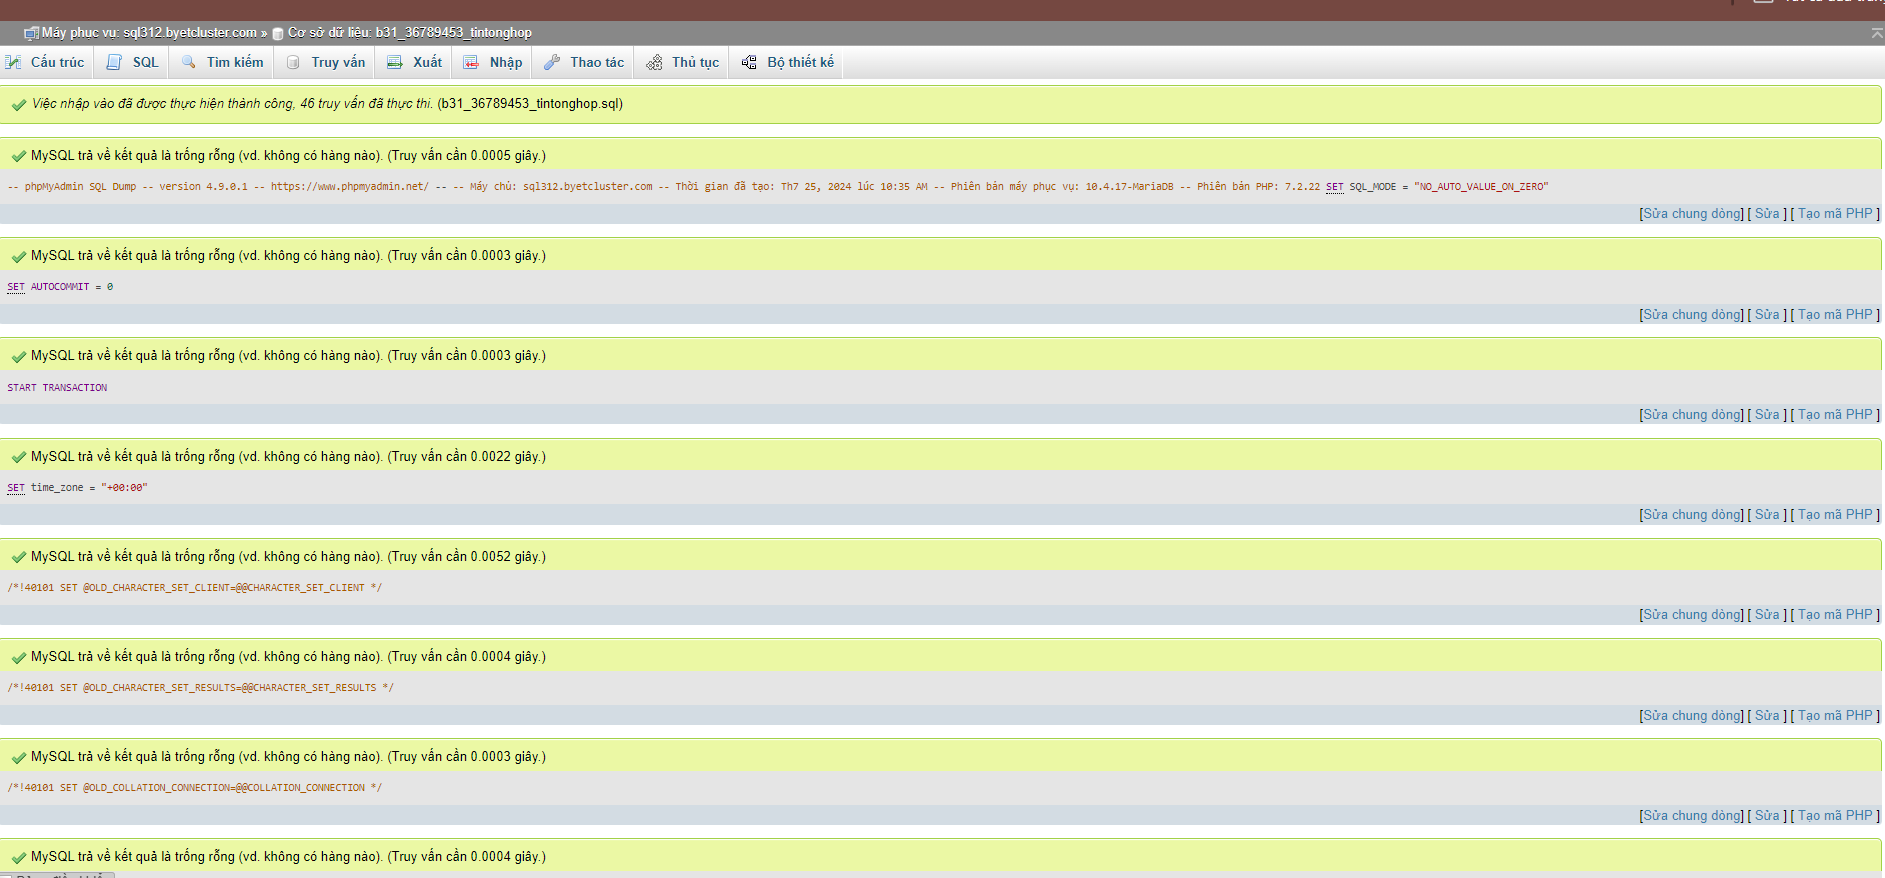 Máy phục vụ: sql312.byetcluster.com » Cơ sở dữ liệu: b31_36789453_tintonghop
Cấu trúc SQL Tìm kiếm Truy vấn Xuất Nhập Thao tác Thủ tục Bộ thiết kế
Việc nhập vào đã được thực hiện thành công, 46 truy vấn đã thực thi. (b31_36789453_tintonghop.sql)
MySQL trả về kết quả là trống rỗng (vd. không có hàng nào). (Truy vấn cần 0.0005 giây.)
-- phpMyAdmin SQL Dump -- version 4.9.0.1 -- https://www.phpmyadmin.net/ -- -- Máy chủ: sql312.byetcluster.com -- Thời gian đã tạo: Th7 25, 2024 lúc 10:35 AM -- Phiên bản máy phục vụ: 10.4.17-MariaDB -- Phiên bản PHP: 7.2.22 SET SQL_MODE = "NO_AUTO_VALUE_ON_ZERO"
[Sửa chung dòng] [ Sửa ] [ Tạo mã PHP ]
MySQL trả về kết quả là trống rỗng (vd. không có hàng nào). (Truy vấn cần 0.0003 giây.)
SET AUTOCOMMIT = 0
[Sửa chung dòng] [ Sửa ] [ Tạo mã PHP ]
MySQL trả về kết quả là trống rỗng (vd. không có hàng nào). (Truy vấn cần 0.0003 giây.)
START TRANSACTION
[Sửa chung dòng] [ Sửa ] [ Tạo mã PHP ]
MySQL trả về kết quả là trống rỗng (vd. không có hàng nào). (Truy vấn cần 0.0022 giây.)
SET time_zone = "+00:00"
[Sửa chung dòng] [ Sửa ] [ Tạo mã PHP ]
MySQL trả về kết quả là trống rỗng (vd. không có hàng nào). (Truy vấn cần 0.0052 giây.)
/*!40101 SET @OLD_CHARACTER_SET_CLIENT=@@CHARACTER_SET_CLIENT */
[Sửa chung dòng] [ Sửa ] [ Tạo mã PHP ]
MySQL trả về kết quả là trống rỗng (vd. không có hàng nào). (Truy vấn cần 0.0004 giây.)
/*!40101 SET @OLD_CHARACTER_SET_RESULTS=@@CHARACTER_SET_RESULTS */
[Sửa chung dòng] [ Sửa ] [ Tạo mã PHP ]
MySQL trả về kết quả là trống rỗng (vd. không có hàng nào). (Truy vấn cần 0.0003 giây.)
/*!40101 SET @OLD_COLLATION_CONNECTION=@@COLLATION_CONNECTION */
[Sửa chung dòng] [ Sửa ] [ Tạo mã PHP ]
MySQL trả về kết quả là trống rỗng (vd. không có hàng nào). (Truy vấn cần 0.0004 giây.)